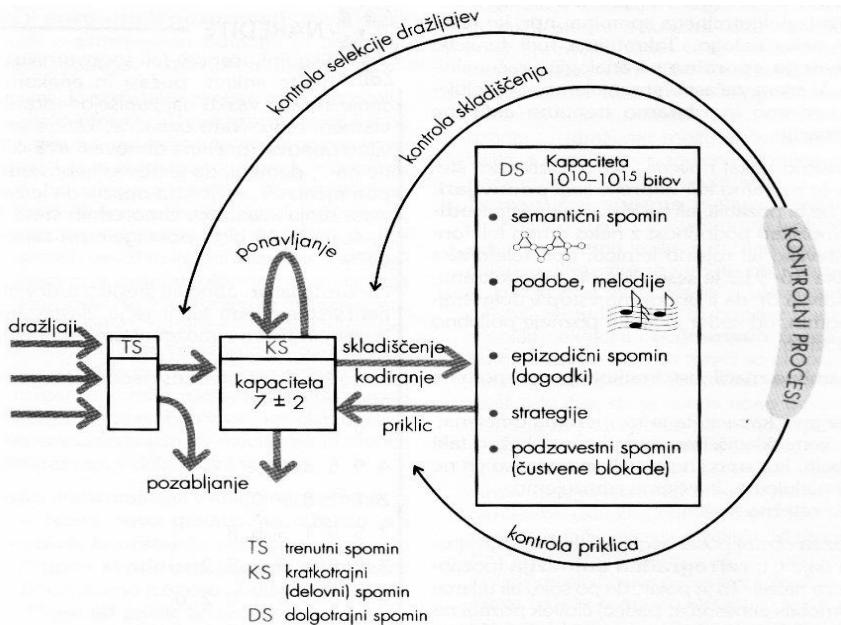 kontrola selekcije dražljajev
kontrola skladiščenja
ponavljanje
dražljaji
TS
KS
kapaciteta
7 ± 2
pozabljanje
skladiščenje
kodiranje
priklic
DS Kapaciteta
10¹⁰–10¹⁵ bitov
• semantični spomin
• podobe, melodije
• epizodični spomin
(dogodki)
• strategije
• podzavestni spomin
(čustvene blokade)
KONTROLNI PROCESI
kontrola priklica
TS trenutni spomin
KS kratkotrajni
(delovni) spomin
DS dolgotrajni spomin